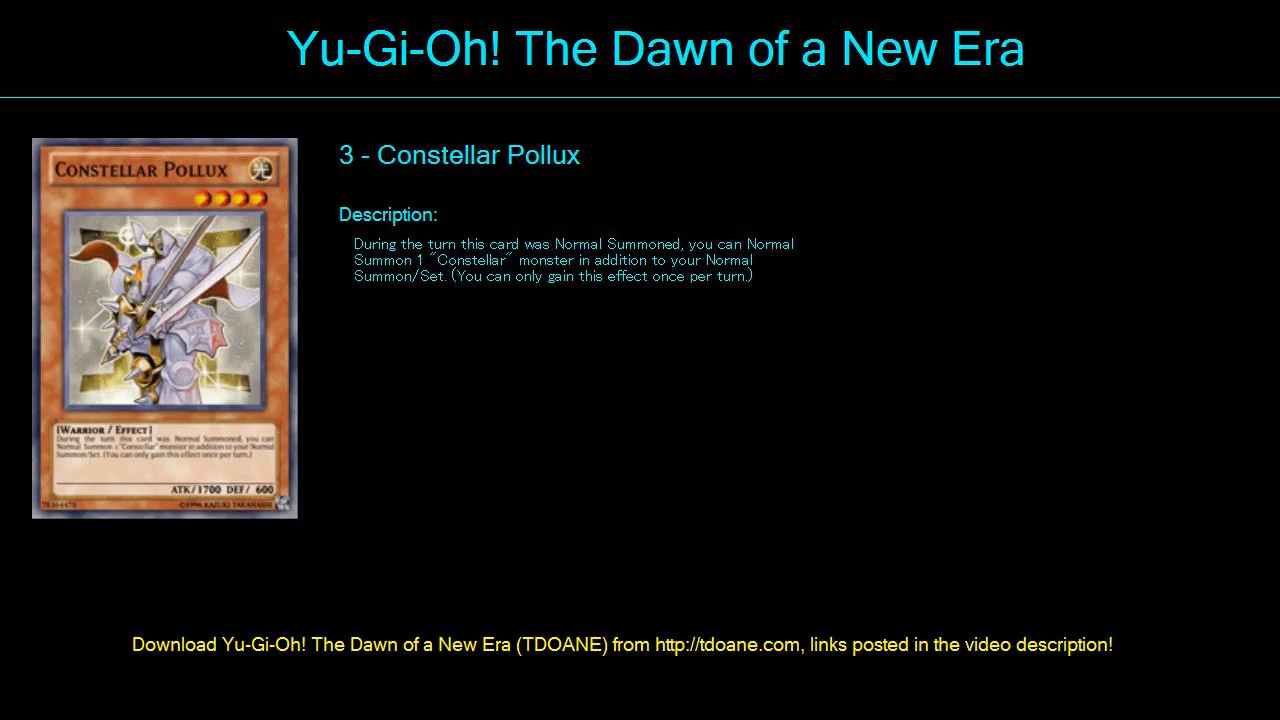 Yu-Gi-Oh! The Dawn of a New Era
CONSTELLAR POLLUX
光
[WARRIOR / EFFECT]
During the turn this card was Normal Summoned, you can
Normal Summon 1 "Constellar" monster in addition to your Normal
Summon/Set. (You can only gain this effect once per turn.)
ATK/1700 DEF/ 600
78364470
©1996 KAZUKI TAKAHASHI
3 - Constellar Pollux
Description:
During the turn this card was Normal Summoned, you can Normal
Summon 1 "Constellar" monster in addition to your Normal
Summon/Set. (You can only gain this effect once per turn.)
Download Yu-Gi-Oh! The Dawn of a New Era (TDOANE) from http://tdoane.com, links posted in the video description!